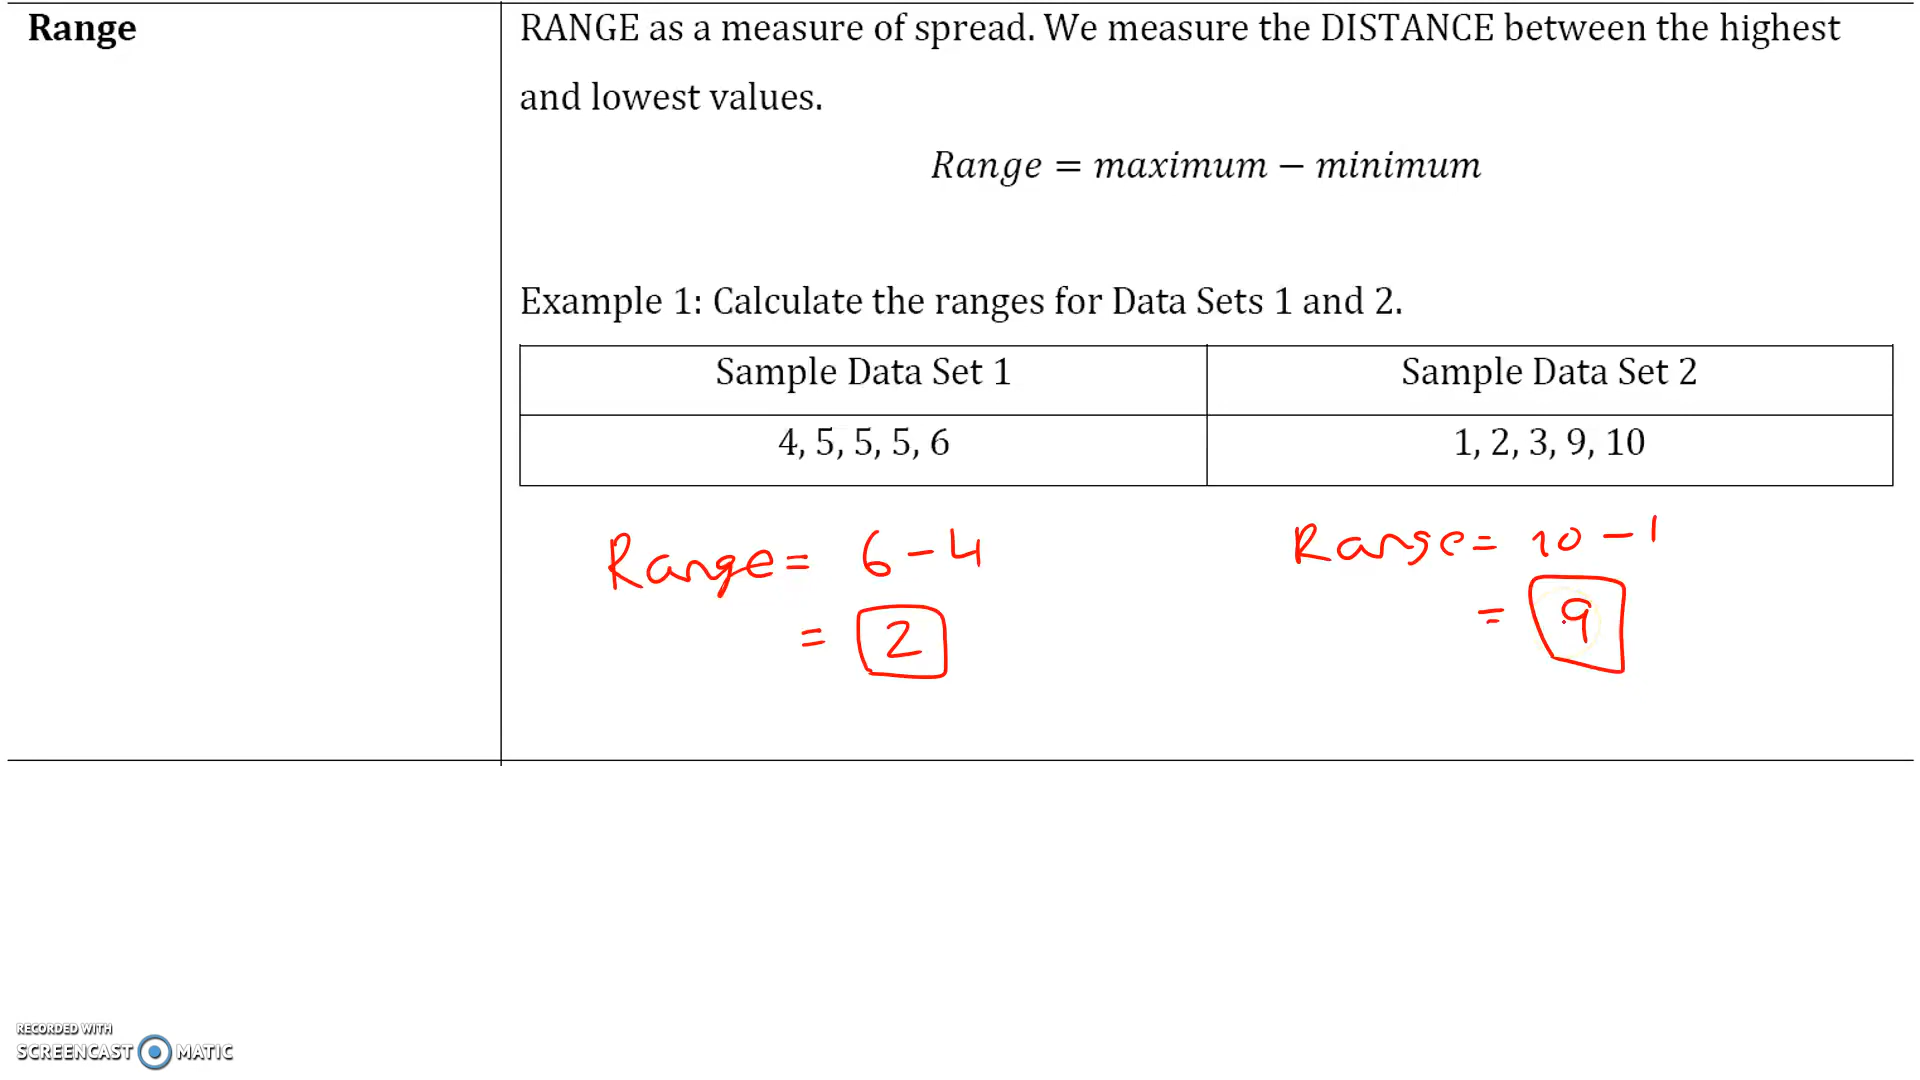 Range
RANGE as a measure of spread. We measure the DISTANCE between the highest
and lowest values.
Range = maximum − minimum
Example 1: Calculate the ranges for Data Sets 1 and 2.
Sample Data Set 1
Sample Data Set 2
4, 5, 5, 5, 6
1, 2, 3, 9, 10
Range = 6 - 4
= 2
Range = 10 - 1
= 9
RECORDED WITH
SCREENCAST MATIC